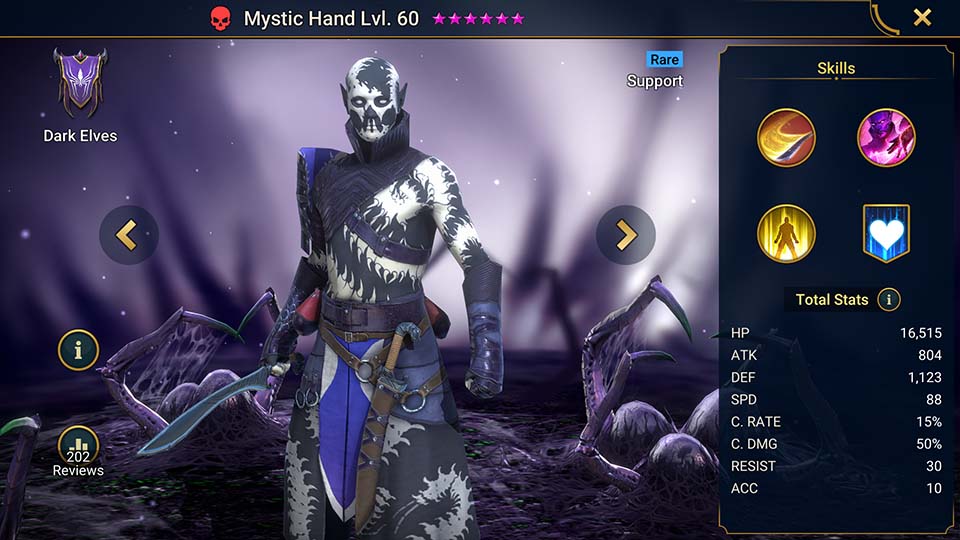 Mystic Hand Lvl. 60
Dark Elves
Rare
Support
202
Reviews
Skills
Total Stats
HP 16,515
ATK 804
DEF 1,123
SPD 88
C. RATE 15%
C. DMG 50%
RESIST 30
ACC 10